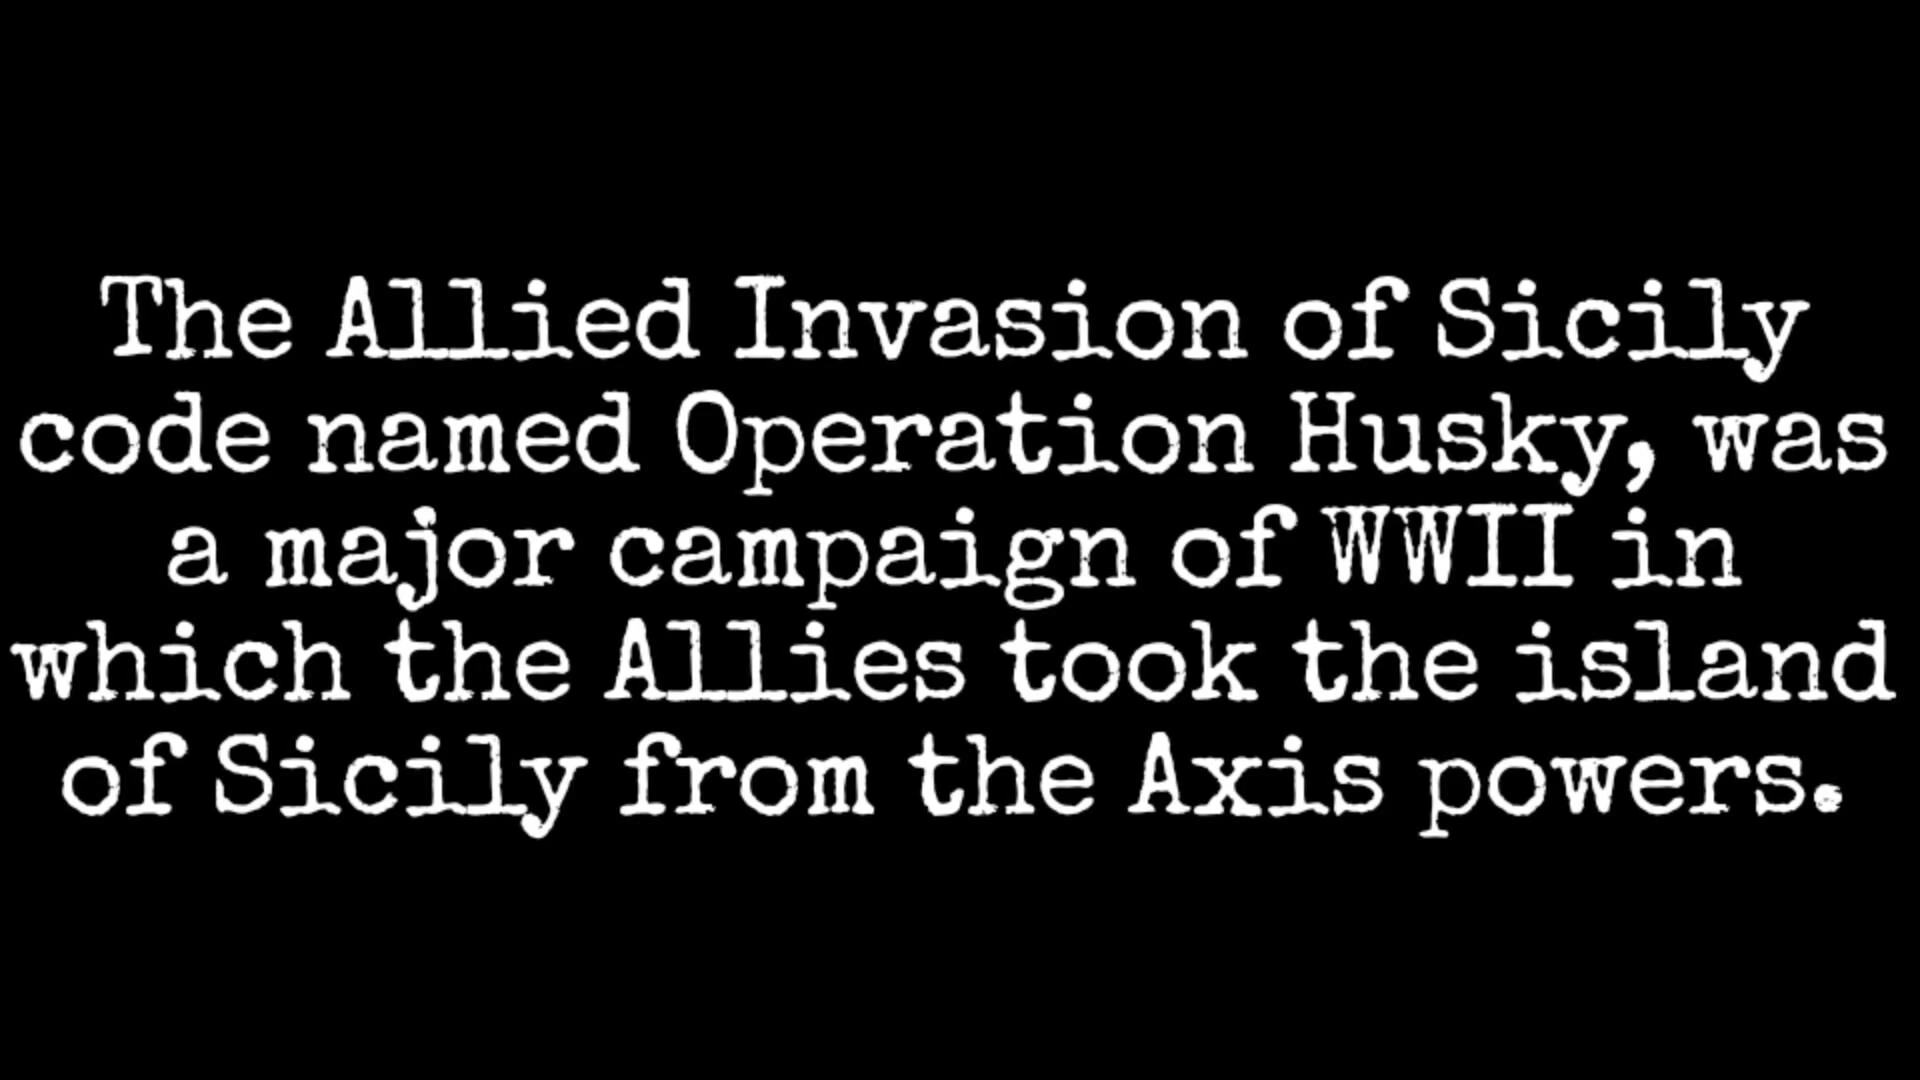 The Allied Invasion of Sicily
code named Operation Husky, was
a major campaign of WWII in
which the Allies took the island
of Sicily from the Axis powers.